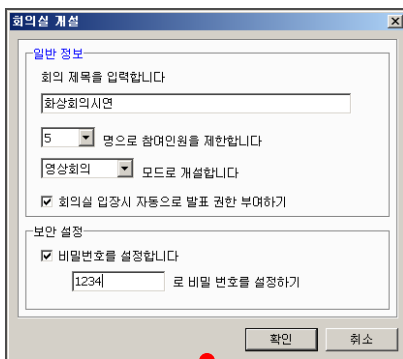 회의실 개설
일반 정보
회의 제목을 입력합니다
화상회의시연
5 명으로 참여인원을 제한합니다
영상회의 모드로 개설합니다
회의실 입장시 자동으로 발표 권한 부여하기
보안 설정
비밀번호를 설정합니다
1234 로 비밀 번호를 설정하기
확인 취소